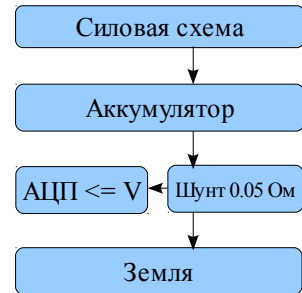 Силовая схема
Аккумулятор
АЦП <= V
Шунт 0.05 Ом
Земля